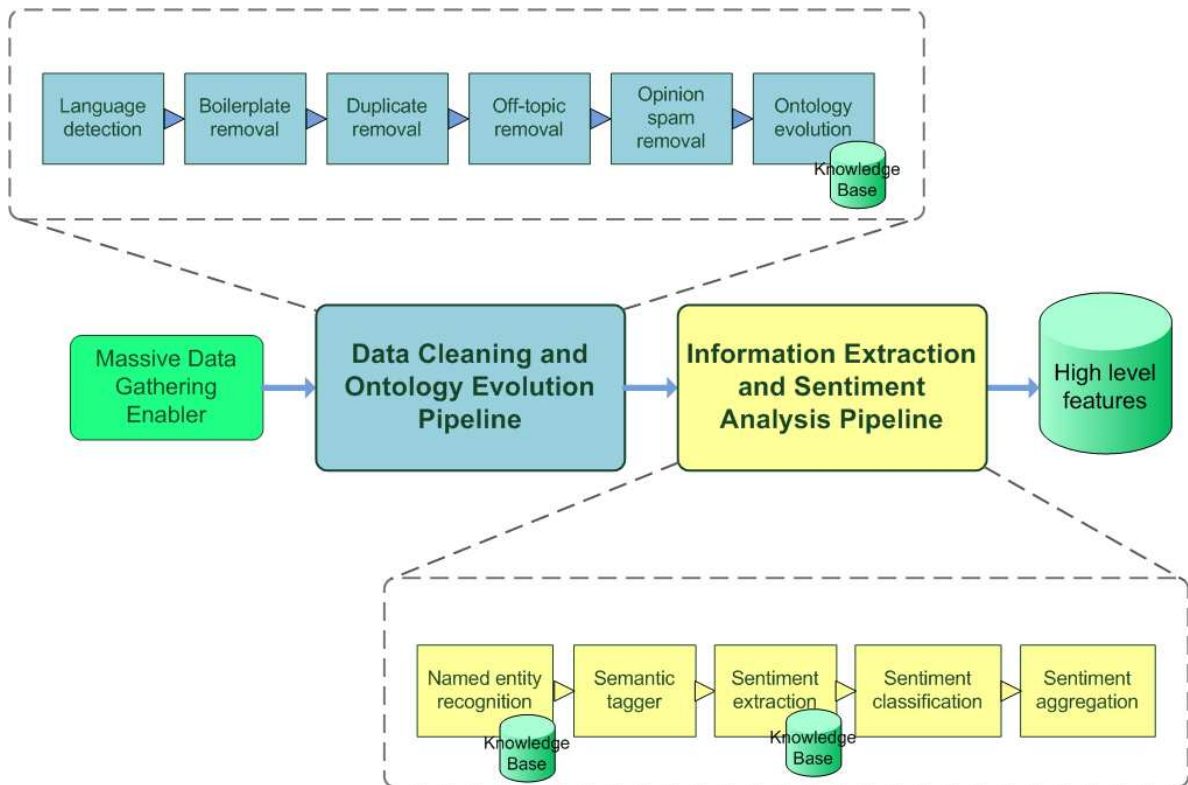 Language
detection
Boilerplate
removal
Duplicate
removal
Off-topic
removal
Opinion
spam
removal
Ontology
evolution
Knowledge
Base
Massive Data
Gathering
Enabler
Data Cleaning and
Ontology Evolution
Pipeline
Information Extraction
and Sentiment
Analysis Pipeline
High level
features
Named entity
recognition
Knowledge
Base
Semantic
tagger
Sentiment
extraction
Knowledge
Base
Sentiment
classification
Sentiment
aggregation